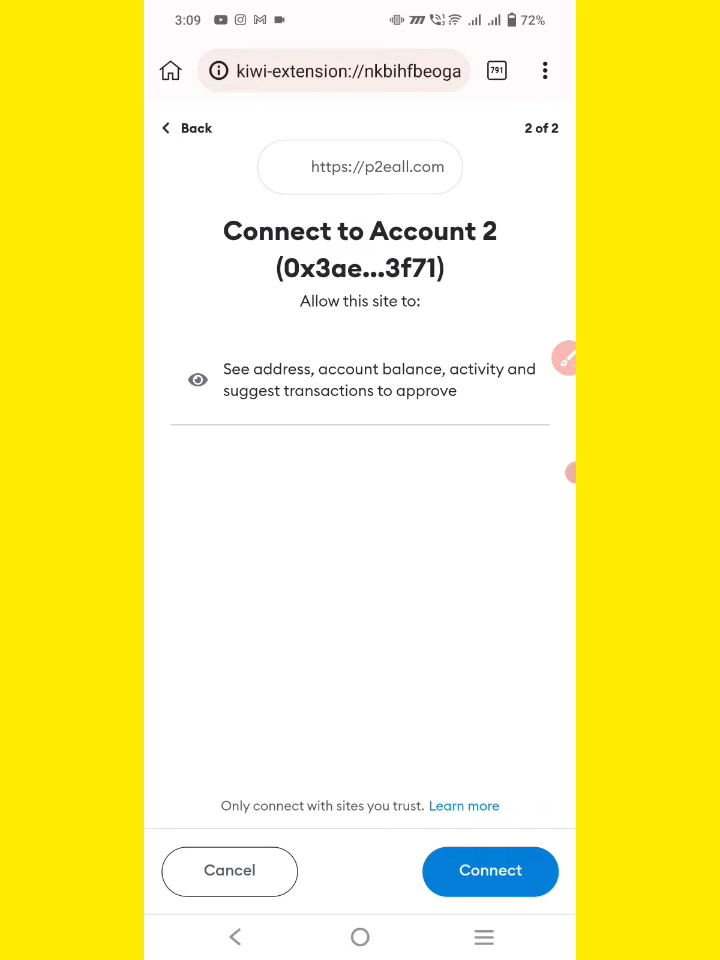 3:09
72%
kiwi-extension://nkbihfbeoga
791
Back
2 of 2
https://p2eall.com
Connect to Account 2
(0x3ae...3f71)
Allow this site to:
See address, account balance, activity and
suggest transactions to approve
Only connect with sites you trust. Learn more
Cancel
Connect